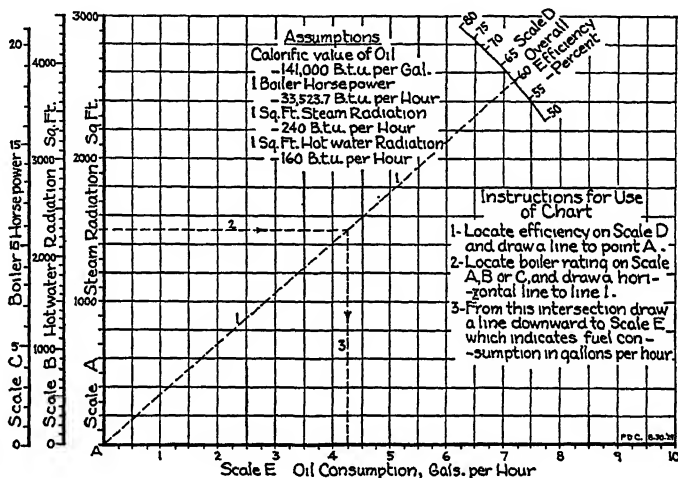 Assumptions
Calorific value of Oil
-141,000 B.t.u. per Gal.-
1 Boiler Horsepower
-33,523.7 B.t.u. per Hour
1 Sq.Ft. Steam Radiation
-240 B.t.u. per Hour
1 Sq.Ft. Hot water Radiation
-160 B.t.u. per Hour
80
75
70
65
60
55
50
Scale D
Overall
Efficiency
-Percent
Instructions for Use
of Chart
1- Locate efficiency on Scale D
and draw a line to point A.
2- Locate boiler rating on Scale
A, B or C, and draw a hori-
-zontal line to line 1.
3- From this intersection draw
a line downward to Scale E,
which indicates fuel con-
-sumption in gallons per hour.
Scale C Boiler Horsepower
0
5
10
15
20
Scale B Hot water Radiation Sq.Ft.
0
1000
2000
3000
4000
Scale A Steam Radiation Sq.Ft.
1000
2000
3000
1
1
2
3
A
0
1
2
3
4
5
6
7
8
9
10
Scale E Oil Consumption, Gals. per Hour